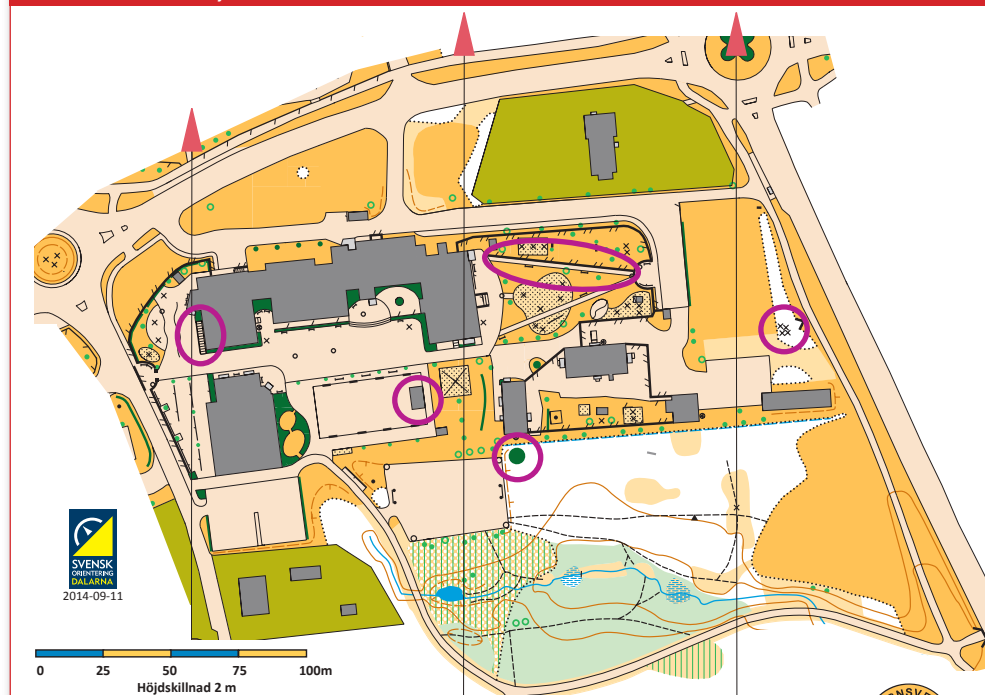 SVENSK
ORIENTERING
DALARNA
2014-09-11
0 25 50 75 100m
Höjdskillnad 2 m